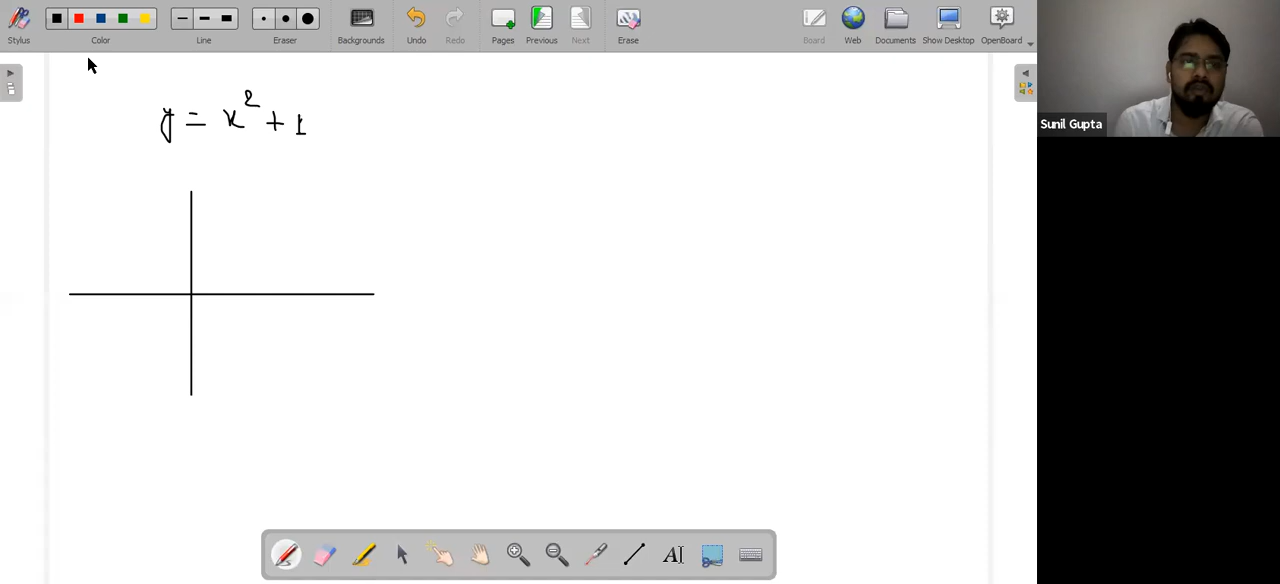 Stylus Color Line Eraser Backgrounds Undo Redo Pages Previous Next Erase Board Web Documents Show Desktop OpenBoard
y = x² + 1
Sunil Gupta
AI